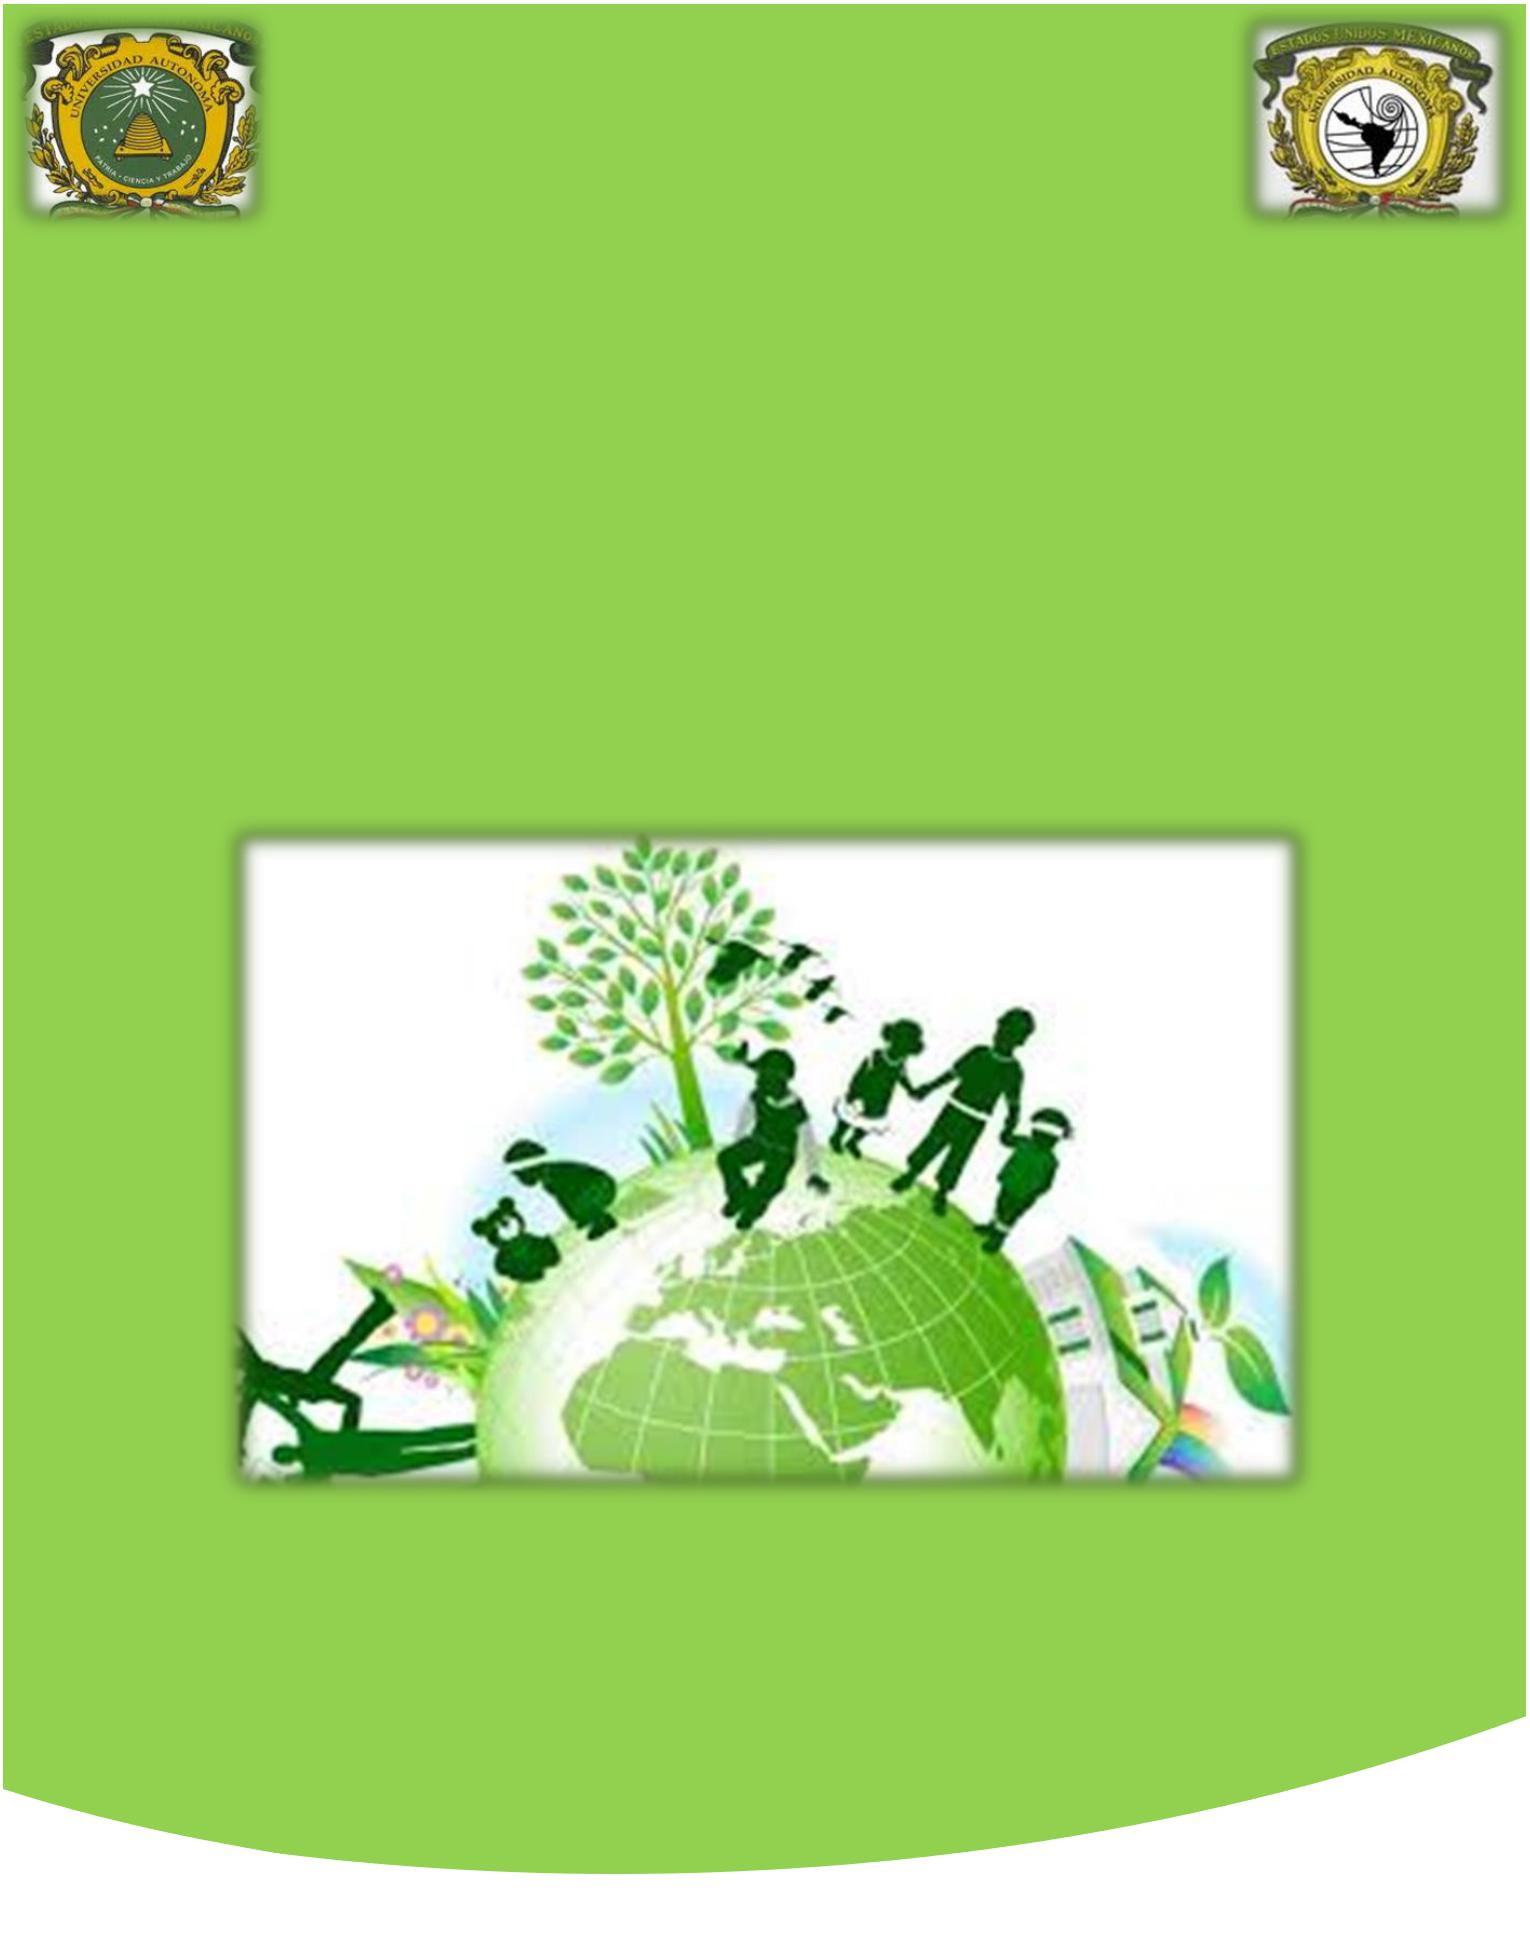 UNIVERSIDAD AUTONOMA
PATRIA • CIENCIA Y TRABAJO
ESTADOS UNIDOS MEXICANOS
UNIVERSIDAD AUTONOMA